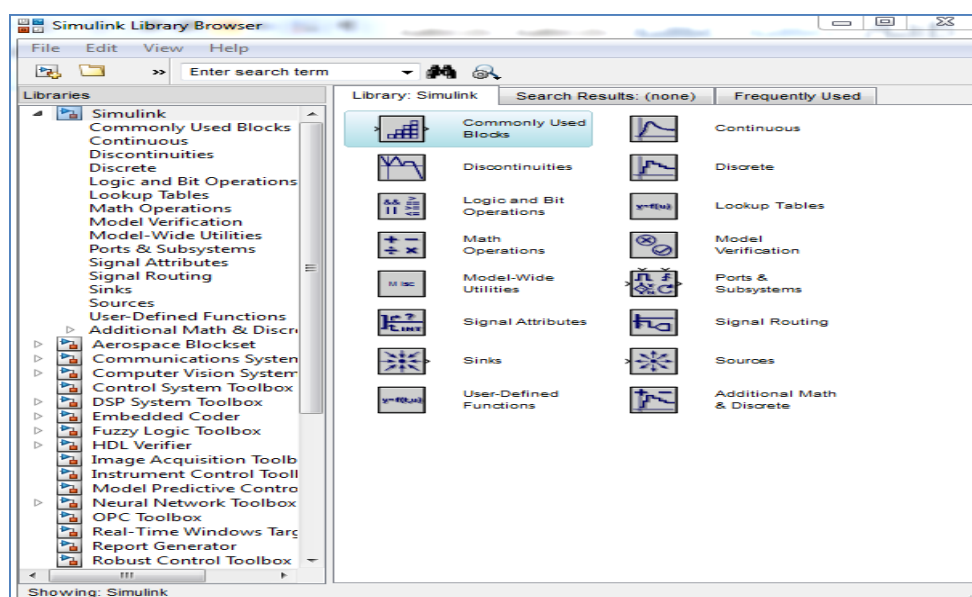 Simulink Library Browser
File Edit View Help
» Enter search term
Libraries
Simulink
Commonly Used Blocks
Continuous
Discontinuities
Discrete
Logic and Bit Operations
Lookup Tables
Math Operations
Model Verification
Model-Wide Utilities
Ports & Subsystems
Signal Attributes
Signal Routing
Sinks
Sources
User-Defined Functions
Additional Math & Discr
Aerospace Blockset
Communications System
Computer Vision System
Control System Toolbox
DSP System Toolbox
Embedded Coder
Fuzzy Logic Toolbox
HDL Verifier
Image Acquisition Toolb
Instrument Control Tool
Model Predictive Contro
Neural Network Toolbox
OPC Toolbox
Real-Time Windows Targ
Report Generator
Robust Control Toolbox
Library: Simulink Search Results: (none) Frequently Used
Commonly Used
Blocks
Continuous
Discontinuities
Discrete
Logic and Bit
Operations
y=f(u)
Lookup Tables
Math
Operations
Model
Verification
Misc
Model-Wide
Utilities
Ports &
Subsystems
Signal Attributes
Signal Routing
Sinks
Sources
User-Defined
Functions
Additional Math
& Discrete
Showing: Simulink